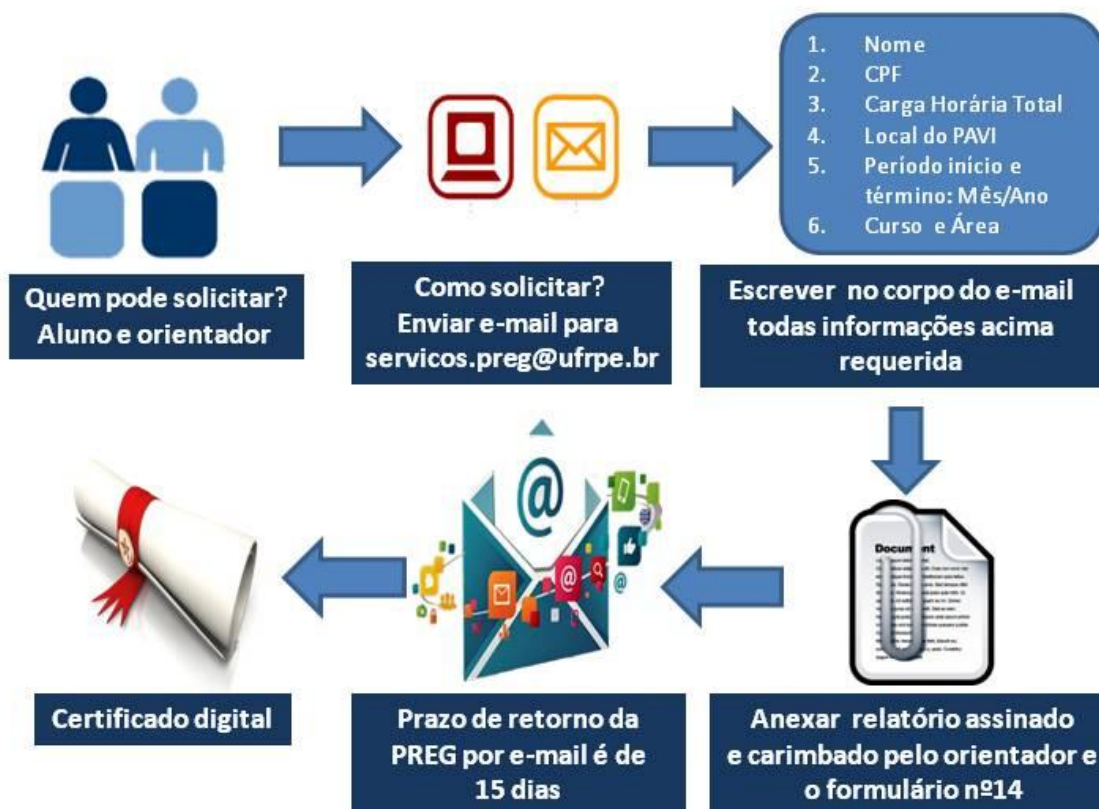 1. Nome
2. CPF
3. Carga Horária Total
4. Local do PAVI
5. Período início e
término: Mês/Ano
6. Curso e Área
Quem pode solicitar?
Aluno e orientador
Como solicitar?
Enviar e-mail para
servicos.preg@ufrpe.br
Escrever no corpo do e-mail
todas informações acima
requerida
@
@
@
Document
Certificado digital
Prazo de retorno da
PREG por e-mail é de
15 dias
Anexar relatório assinado
e carimbado pelo orientador e
o formulário nº14